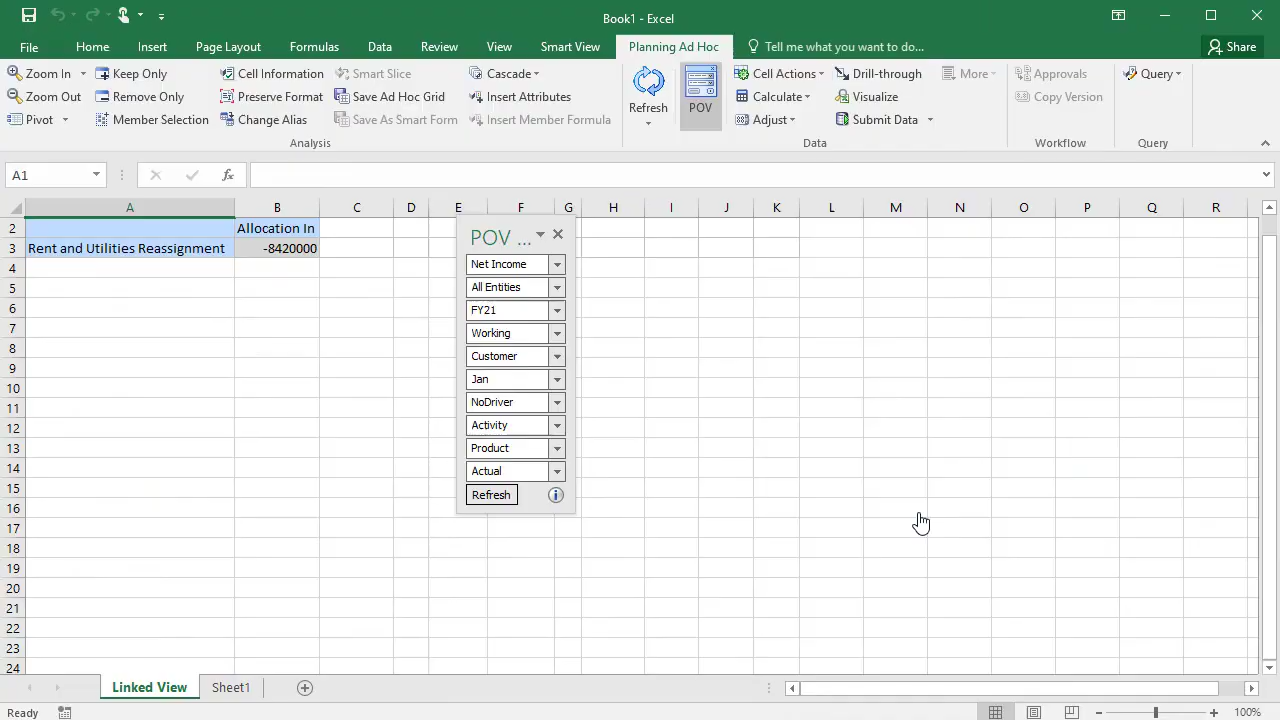 Book1 - Excel
File Home Insert Page Layout Formulas Data Review View Smart View Planning Ad Hoc Tell me what you want to do... Share
Zoom In Keep Only Cell Information Smart Slice Cascade Cell Actions Drill-through More Approvals Query
Zoom Out Remove Only Preserve Format Save Ad Hoc Grid Insert Attributes Refresh POV Calculate Visualize Copy Version
Pivot Member Selection Change Alias Save As Smart Form Insert Member Formula Adjust Submit Data
Analysis Data Workflow Query
A1 fx
A B C D E F G H I J K L M N O P Q R
2 Allocation In
3 Rent and Utilities Reassignment -8420000
4
5
6
7
8
9
10
11
12
13
14
15
16
17
18
19
20
21
22
23
24
POV ...
Net Income
All Entities
FY21
Working
Customer
Jan
NoDriver
Activity
Product
Actual
Refresh i
Linked View Sheet1
Ready 100%